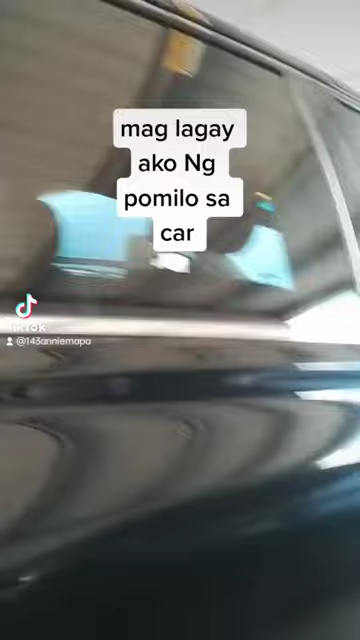 mag lagay
ako Ng
pomilo sa
car
TikTok
@143anniemapa